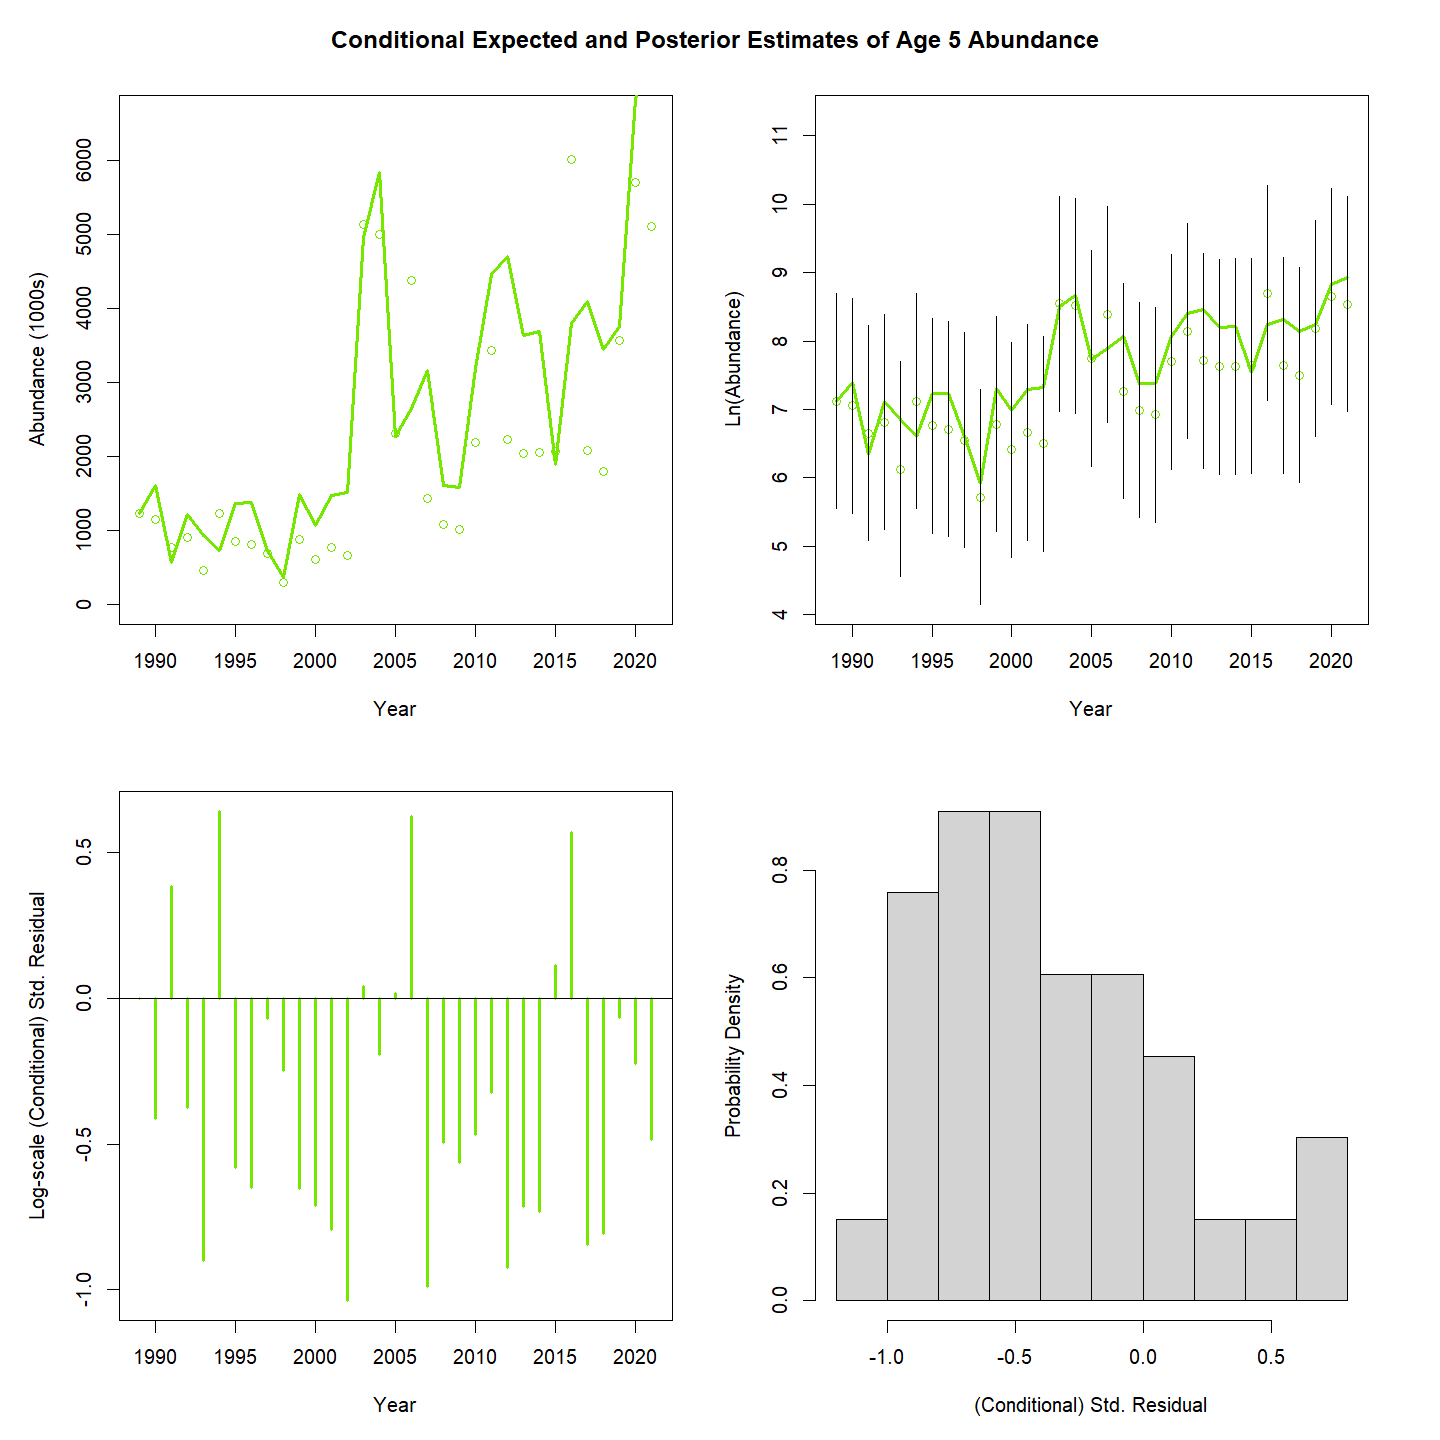 Conditional Expected and Posterior Estimates of Age 5 Abundance
Abundance (1000s)
6000
5000
4000
3000
2000
1000
0
1990 1995 2000 2005 2010 2015 2020
Year
Ln(Abundance)
11
10
9
8
7
6
5
4
1990 1995 2000 2005 2010 2015 2020
Year
Log-scale (Conditional) Std. Residual
0.5
0.0
-0.5
-1.0
1990 1995 2000 2005 2010 2015 2020
Year
Probability Density
0.8
0.6
0.4
0.2
0.0
-1.0 -0.5 0.0 0.5
(Conditional) Std. Residual